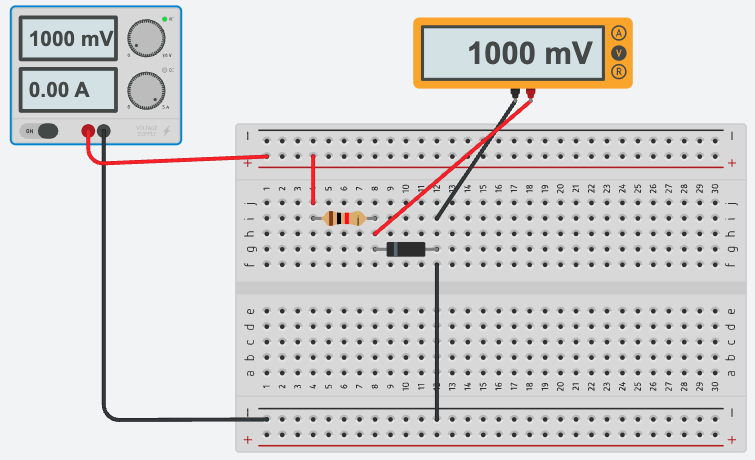 1000 mV
0.00 A
ON
VOLTAGE
SUPPLY
1000 mV
A
V
R
− −
+ +
1 2 3 4 5 6 7 8 9 10 11 12 13 14 15 16 17 18 19 20 21 22 23 24 25 26 27 28 29 30
j j
i i
h h
g g
f f
e e
d d
c c
b b
a a
1 2 3 4 5 6 7 8 9 10 11 12 13 14 15 16 17 18 19 20 21 22 23 24 25 26 27 28 29 30
− −
+ +